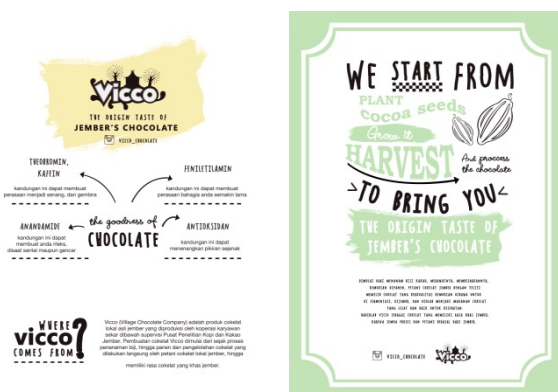 Vicco
THE ORIGIN TASTE OF
JEMBER'S CHOCOLATE
VICCO_CHOCOLATE
THEOBROMIN,
KAFEIN
kandungan ini dapat membuat
perasaan menjadi senang, dan gembira
FENILETILAMIN
kandungan ini dapat membuat
perasaan bahagia anda semakin lama
ANANDAMIDE
kandungan ini dapat
membuat anda rileks,
disaat santai maupun gencar
the goodness of
CHOCOLATE
ANTIOKSIDAN
kandungan ini dapat
menenangkan pikiran sejenak
WHERE
vicco
COMES FROM ?
Vicco (Village Chocolate Company) adalah produk cokelat
lokal asli jember yang diproduksi oleh koperasi karyawan
sekar dibawah supervisi Pusat Penelitian Kopi dan Kakao
Jember. Pembuatan cokelat Vicco dimulai dari sejak proses
penanaman biji, hingga panen dan pengelolahan cokelat yang
dilakukan langsung oleh petani cokelat lokal jember, hingga
memiliki rasa cokelat yang khas jember.
WE START FROM
PLANT
cocoa seeds
Grow it
HARVEST
And proccess
the chocolate
TO BRING YOU
THE ORIGIN TASTE OF
JEMBER'S CHOCOLATE
VICCO_CHOCOLATE
Vicco